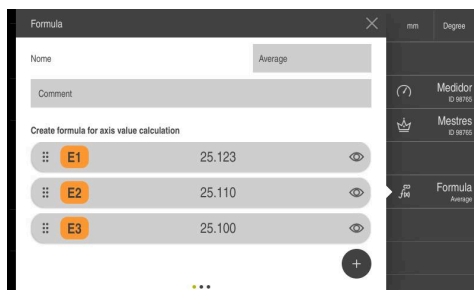 Formula
mm
Degree
Nome
Average
Comment
Medidor
ID 98765
Mestres
ID 98765
Create formula for axis value calculation
E1
25.123
E2
25.110
Formula
Average
f(x)
E3
25.100
+